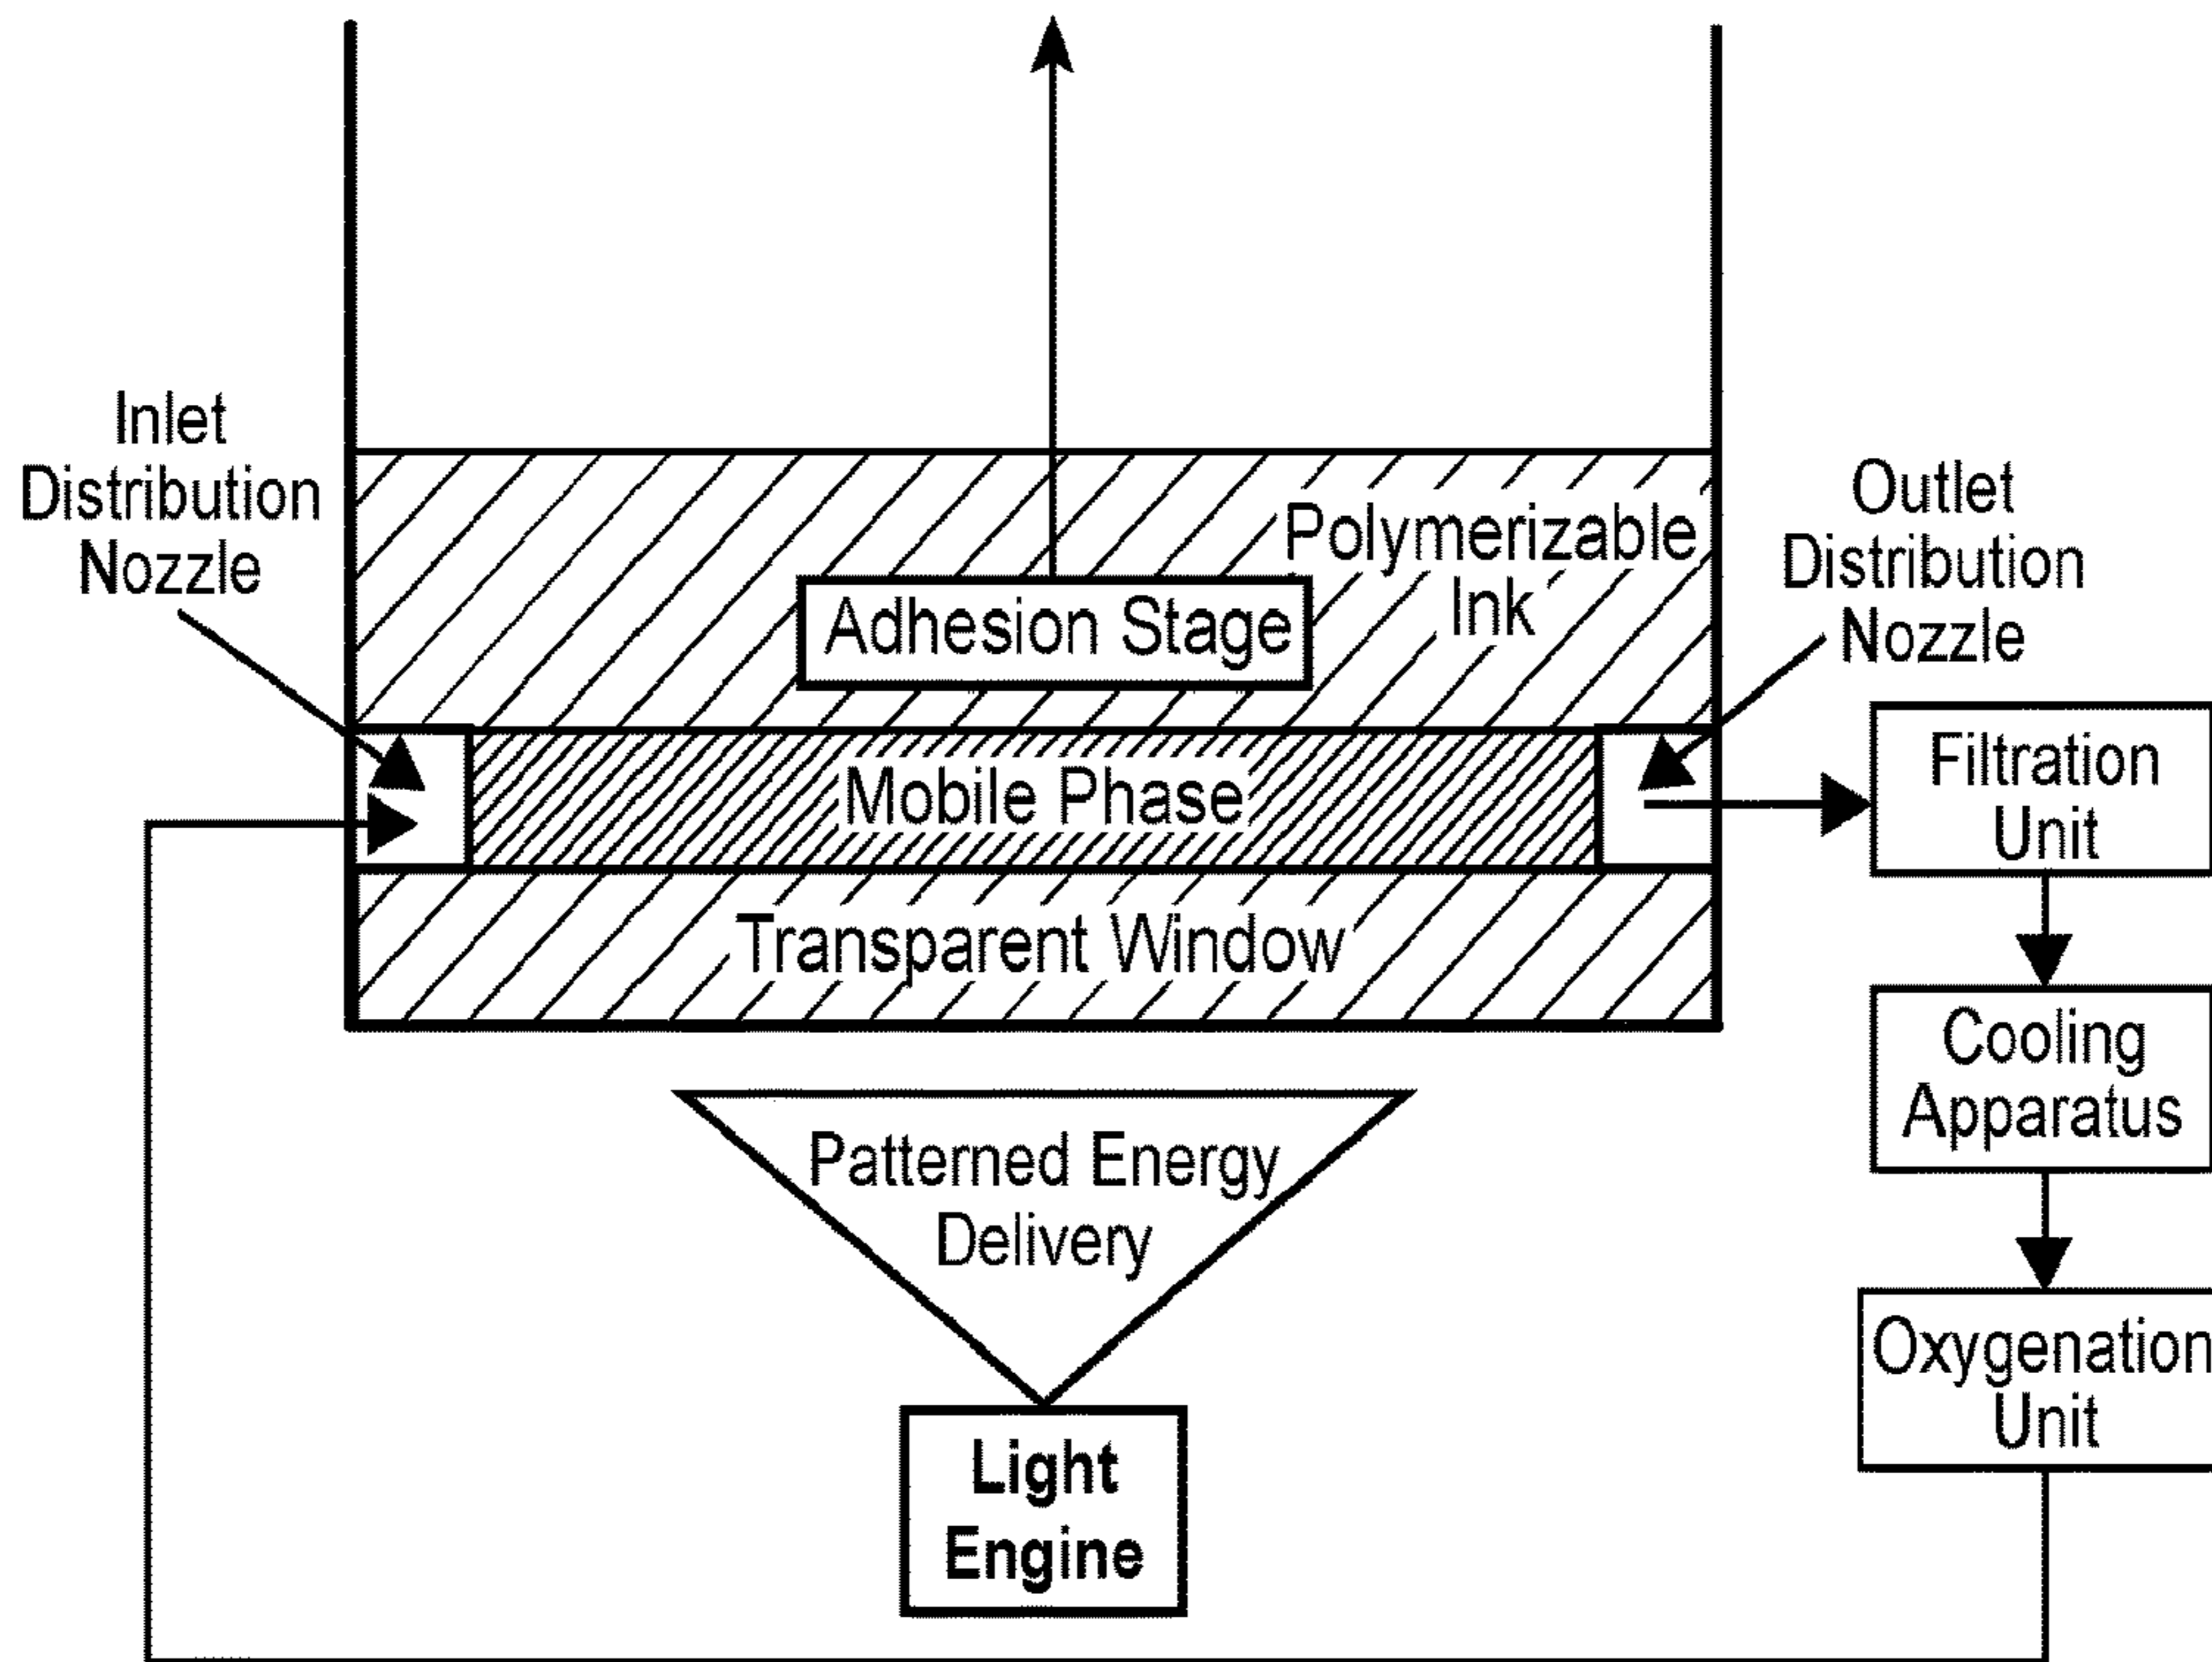 Inlet
Distribution
Nozzle
Polymerizable
Ink
Outlet
Distribution
Nozzle
Adhesion Stage
Mobile Phase
Filtration
Unit
Transparent Window
Cooling
Apparatus
Patterned Energy
Delivery
Oxygenation
Unit
Light
Engine